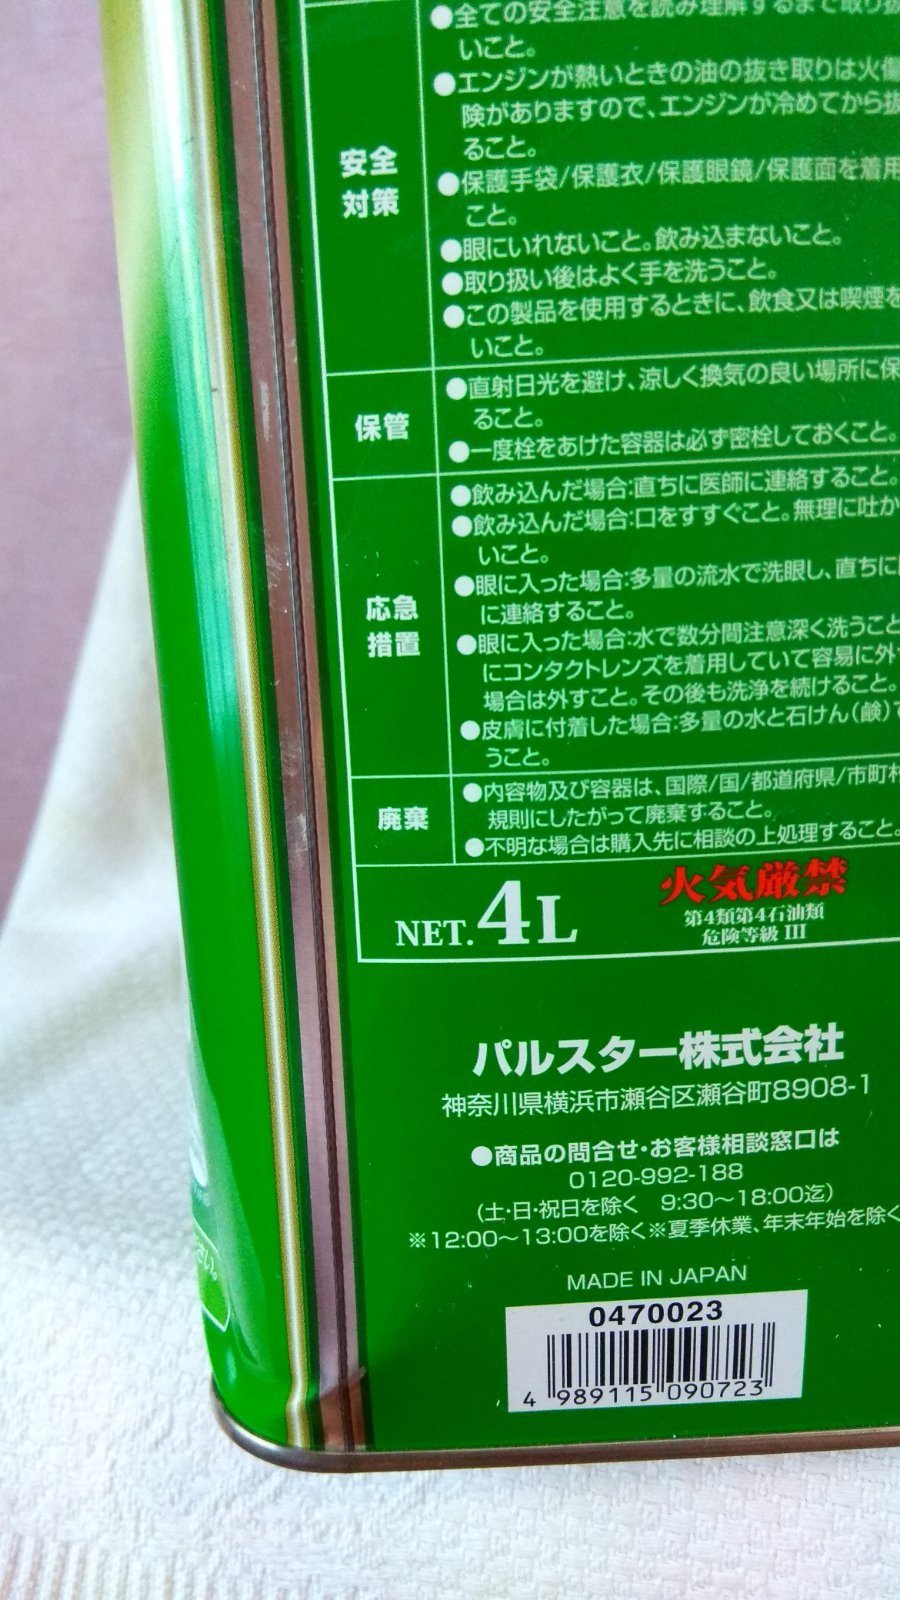 ●全ての安全注意を読み理解するまで取り扱
いこと。
●エンジンが熱いときの油の抜き取りは火傷
険がありますので、エンジンが冷めてから抜
ること。
安全
対策
●保護手袋/保護衣/保護眼鏡/保護面を着用
こと。
●眼にいれないこと。飲み込まないこと。
●取り扱い後はよく手を洗うこと。
●この製品を使用するときに、飲食又は喫煙を
いこと。
保管
●直射日光を避け、涼しく換気の良い場所に保
ること。
●一度栓をあけた容器は必ず密栓しておくこと。
応急
措置
●飲み込んだ場合:直ちに医師に連絡すること。
●飲み込んだ場合:口をすすぐこと。無理に吐か
いこと。
●眼に入った場合:多量の流水で洗眼し、直ちに
に連絡すること。
●眼に入った場合:水で数分間注意深く洗うこと
にコンタクトレンズを着用していて容易に外
場合は外すこと。その後も洗浄を続けること。
●皮膚に付着した場合:多量の水と石けん(鹸)で
うこと。
廃棄
●内容物及び容器は、国際/国/都道府県/市町村
規則にしたがって廃棄すること。
●不明な場合は購入先に相談の上処理すること。
NET. 4L
火気厳禁
第4類第4石油類
危険等級 III
パルスター株式会社
神奈川県横浜市瀬谷区瀬谷町8908-1
●商品の問合せ・お客様相談窓口は
0120-992-188
(土・日・祝日を除く 9:30～18:00迄)
※12:00～13:00を除く※夏季休業、年末年始を除く
MADE IN JAPAN
0470023
4 989115 090723
さい。